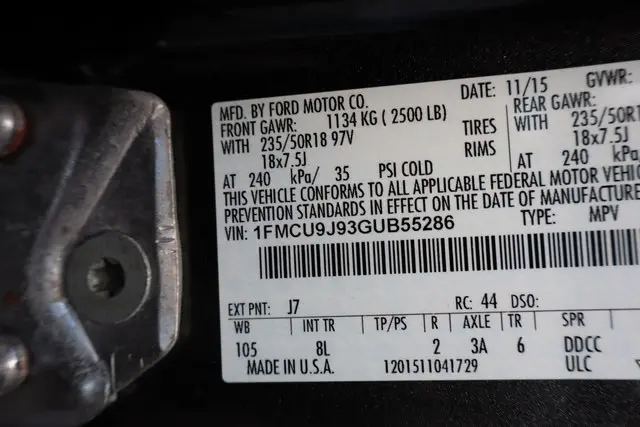 DATE: 11/15 GVWR:
MFD. BY FORD MOTOR CO.
FRONT GAWR: 1134 KG ( 2500 LB) REAR GAWR:
WITH 235/50R18 97V TIRES WITH 235/50R1
18x7.5J RIMS 18x7.5J
AT 240 kPa/ 35 PSI COLD AT 240 kPa/
THIS VEHICLE CONFORMS TO ALL APPLICABLE FEDERAL MOTOR VEHIC
PREVENTION STANDARDS IN EFFECT ON THE DATE OF MANUFACTURE
VIN: 1FMCU9J93GUB55286 TYPE: MPV
EXT PNT: J7 RC: 44 DSO:
WB INT TR TP/PS R AXLE TR SPR
105 8L 2 3A 6 DDCC
MADE IN U.S.A. 1201511041729 ULC